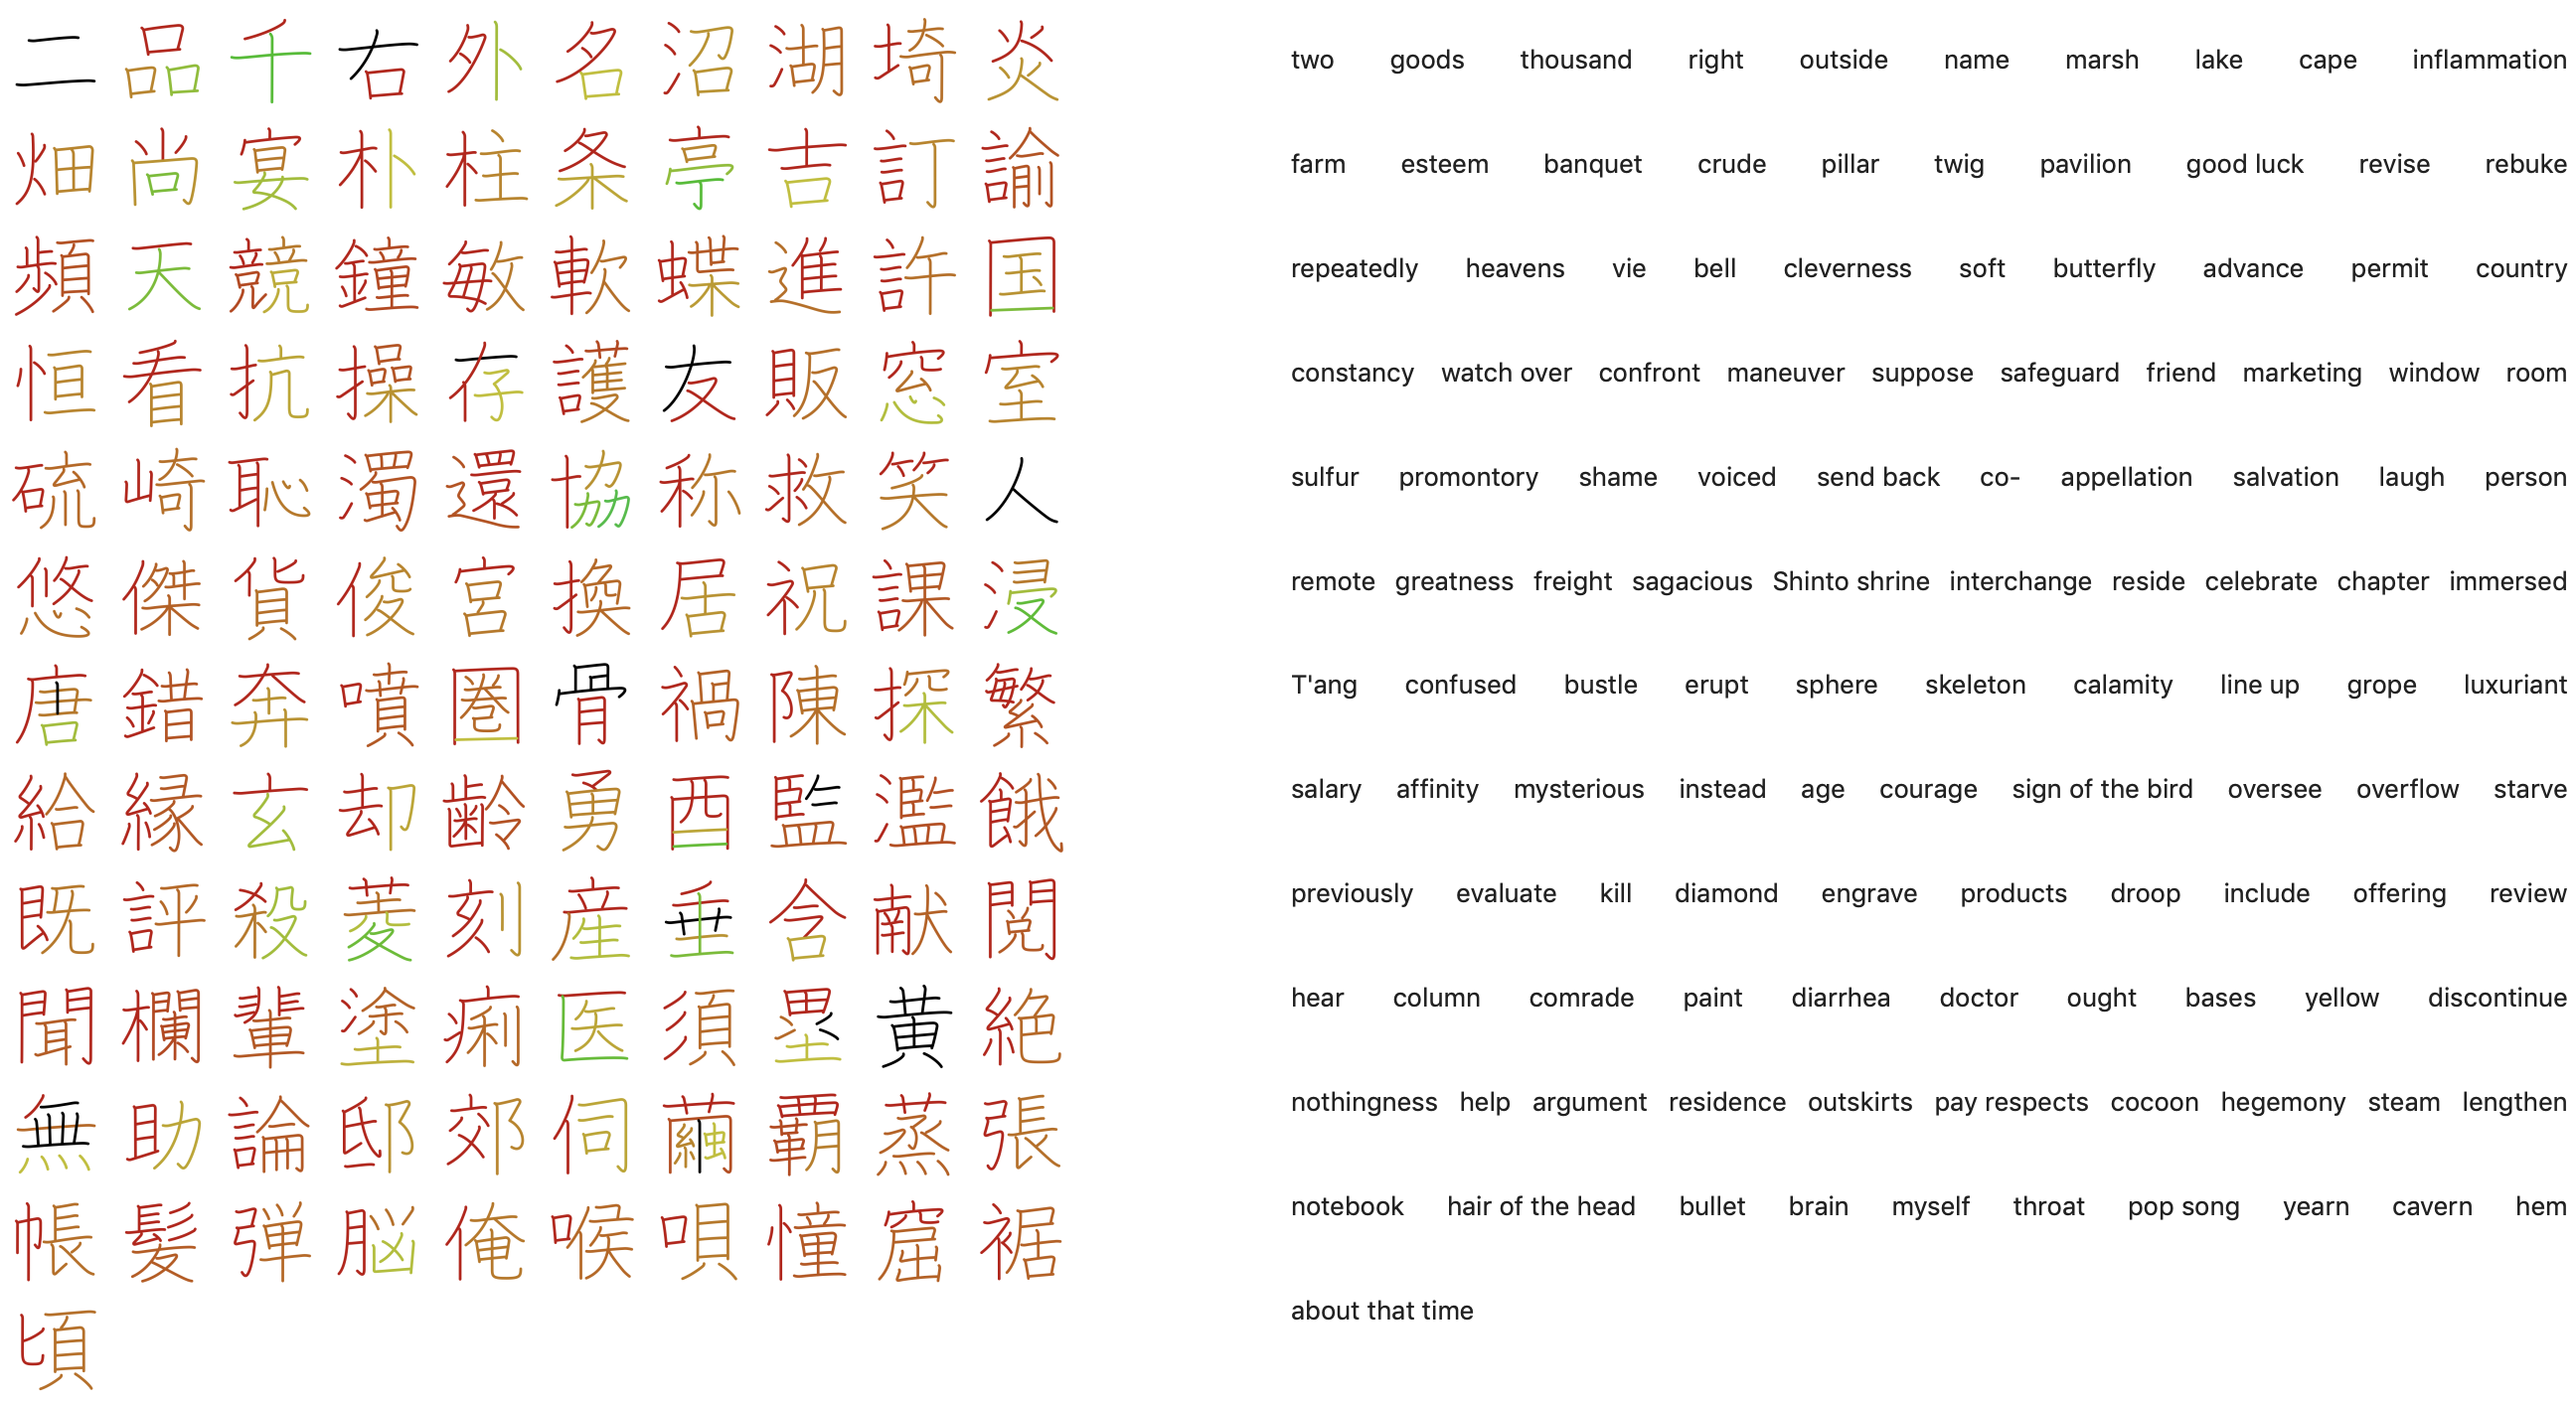 二 品 千 右 外 名 沼 湖 埼 炎
two goods thousand right outside name marsh lake cape inflammation
畑 尚 宴 朴 柱 条 亭 吉 訂 諭
farm esteem banquet crude pillar twig pavilion good luck revise rebuke
頻 天 競 鐘 敏 軟 蝶 進 許 国
repeatedly heavens vie bell cleverness soft butterfly advance permit country
恒 看 抗 操 存 護 友 販 窓 室
constancy watch over confront maneuver suppose safeguard friend marketing window room
硫 崎 恥 濁 還 協 称 救 笑 人
sulfur promontory shame voiced send back co- appellation salvation laugh person
悠 傑 貨 俊 宮 換 居 祝 課 浸
remote greatness freight sagacious Shinto shrine interchange reside celebrate chapter immersed
唐 錯 奔 噴 圏 骨 禍 陳 探 繁
T'ang confused bustle erupt sphere skeleton calamity line up grope luxuriant
給 縁 玄 却 齢 勇 酉 監 濫 餓
salary affinity mysterious instead age courage sign of the bird oversee overflow starve
既 評 殺 菱 刻 産 垂 含 献 閲
previously evaluate kill diamond engrave products droop include offering review
聞 欄 輩 塗 痢 医 須 塁 黄 絶
hear column comrade paint diarrhea doctor ought bases yellow discontinue
無 助 論 邸 郊 伺 繭 覇 蒸 張
nothingness help argument residence outskirts pay respects cocoon hegemony steam lengthen
帳 髪 弾 脳 俺 喉 唄 憧 窟 裾
notebook hair of the head bullet brain myself throat pop song yearn cavern hem
頃
about that time